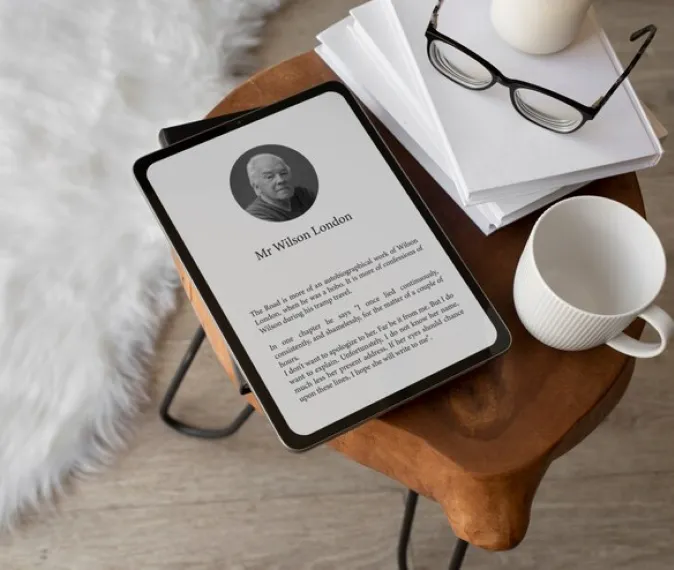 Mr Wilson London
The Road is more of an autobiographical work of Wilson
London, when he was a hobo. It is more of confessions of
Wilson during his tramp travel.
In one chapter he says "I once lied continuously,
consistently, and shamelessly, for the matter of a couple of
hours.
I don't want to apologize to her. Far be it from me. But I do
want to explain. Unfortunately, I do not know her name,
much less her present address. If her eyes should chance
upon these lines, I hope she will write to me".